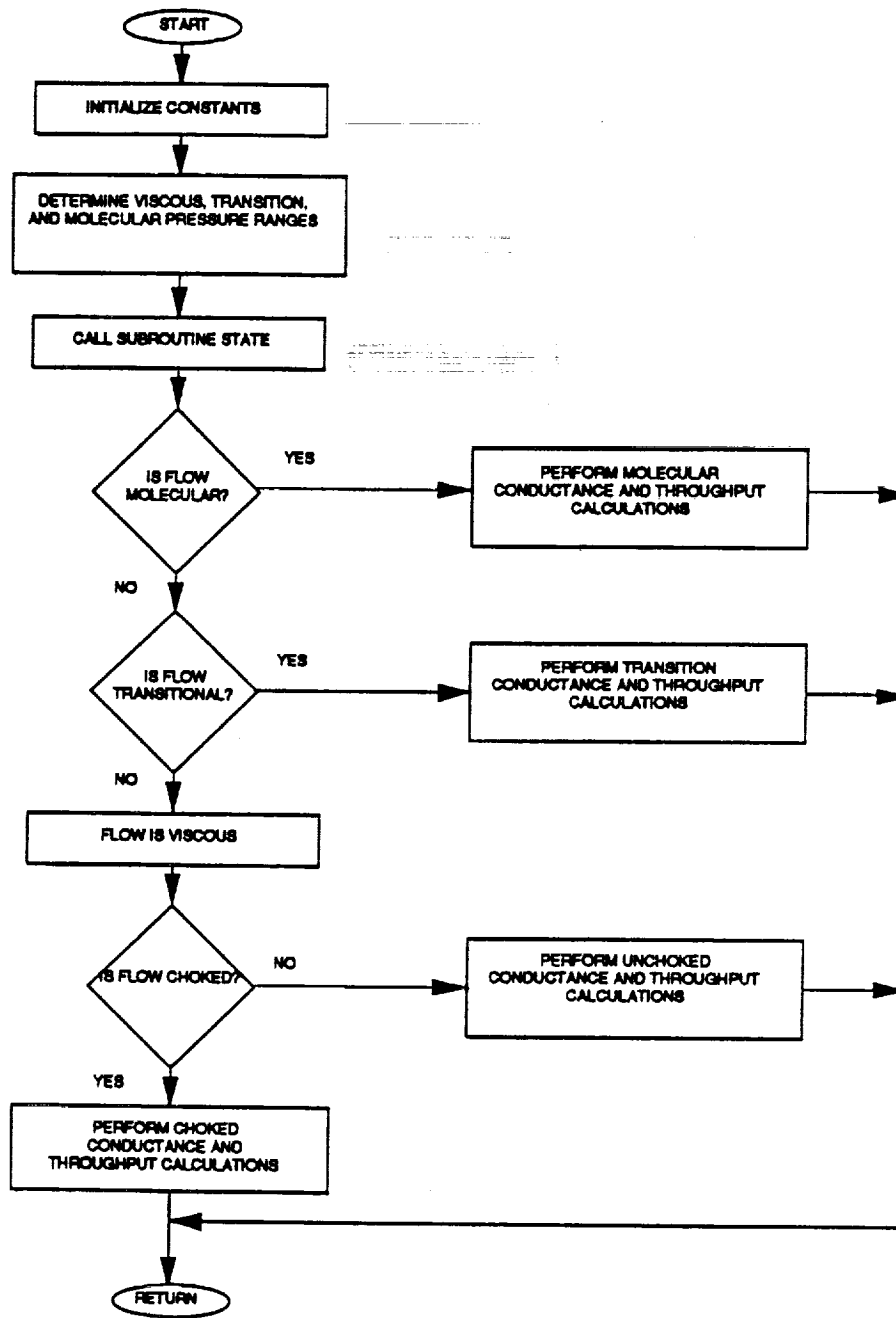 START
INITIALIZE CONSTANTS
DETERMINE VISCOUS, TRANSITION,
AND MOLECULAR PRESSURE RANGES
CALL SUBROUTINE STATE
IS FLOW
MOLECULAR?
YES
PERFORM MOLECULAR
CONDUCTANCE AND THROUGHPUT
CALCULATIONS
NO
IS FLOW
TRANSITIONAL?
YES
PERFORM TRANSITION
CONDUCTANCE AND THROUGHPUT
CALCULATIONS
NO
FLOW IS VISCOUS
IS FLOW CHOKED?
NO
PERFORM UNCHOKED
CONDUCTANCE AND THROUGHPUT
CALCULATIONS
YES
PERFORM CHOKED
CONDUCTANCE AND
THROUGHPUT CALCULATIONS
RETURN